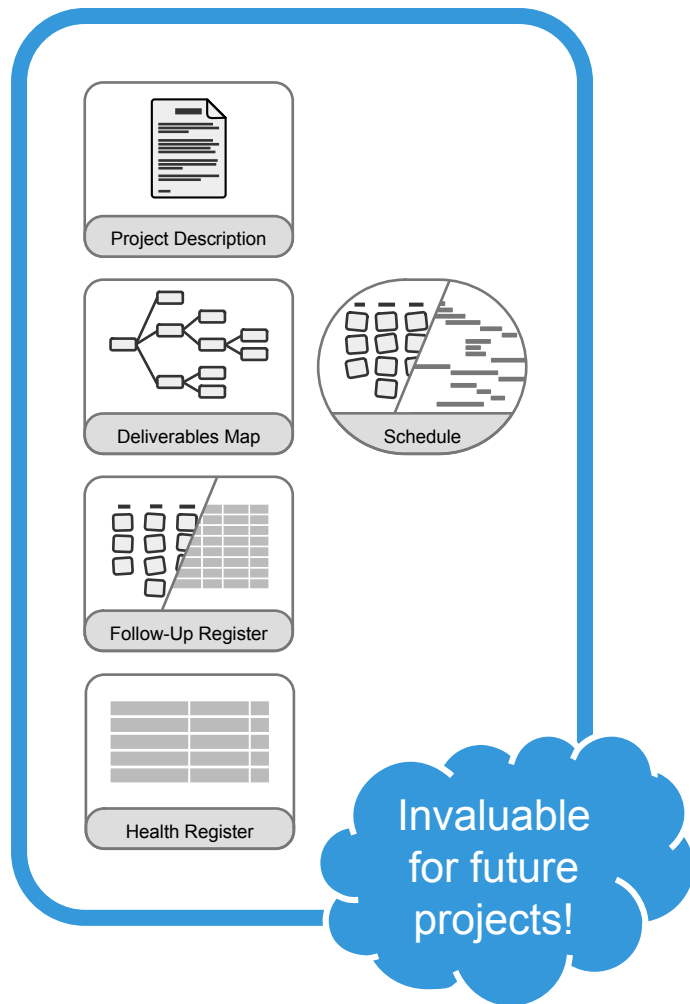 Project Description
Deliverables Map
Schedule
Follow-Up Register
Health Register
Invaluable
for future
projects!